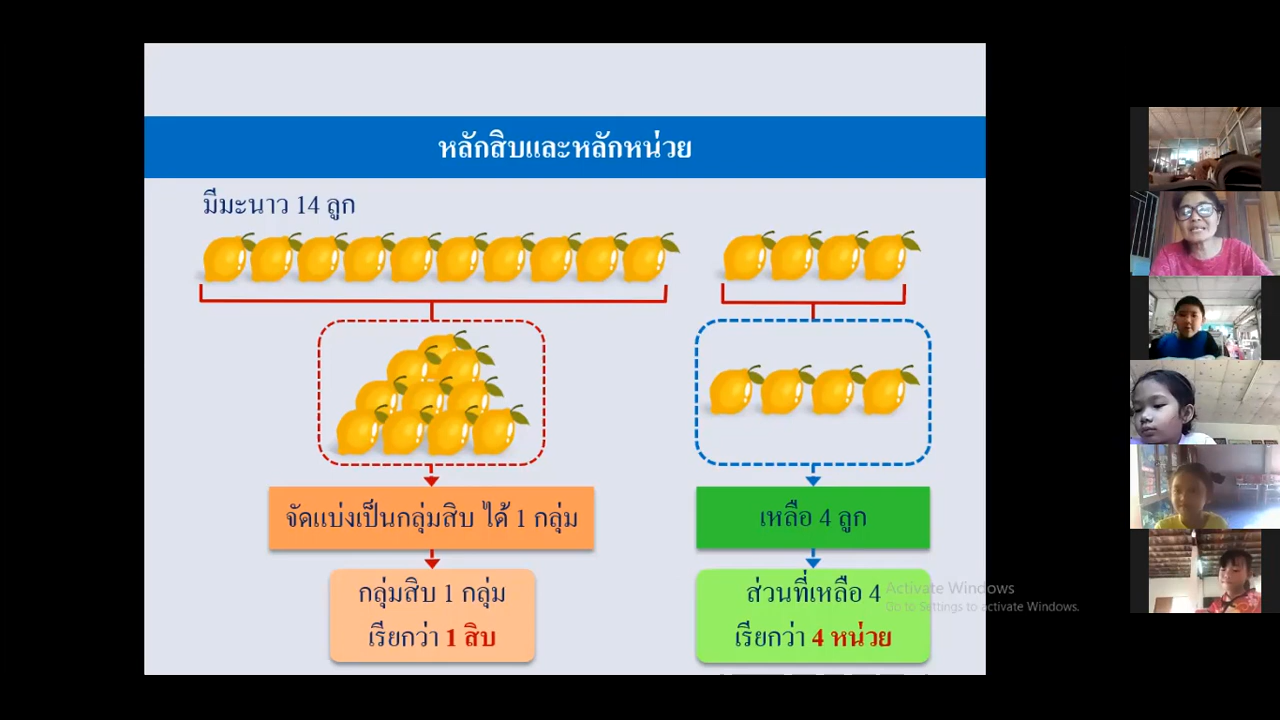 หลักสิบและหลักหน่วย
มีมะนาว 14 ลูก
จัดแบ่งเป็นกลุ่มสิบ ได้ 1 กลุ่ม
เหลือ 4 ลูก
กลุ่มสิบ 1 กลุ่ม
เรียกว่า 1 สิบ
ส่วนที่เหลือ 4
เรียกว่า 4 หน่วย
Activate Windows
Go to Settings to activate Windows.